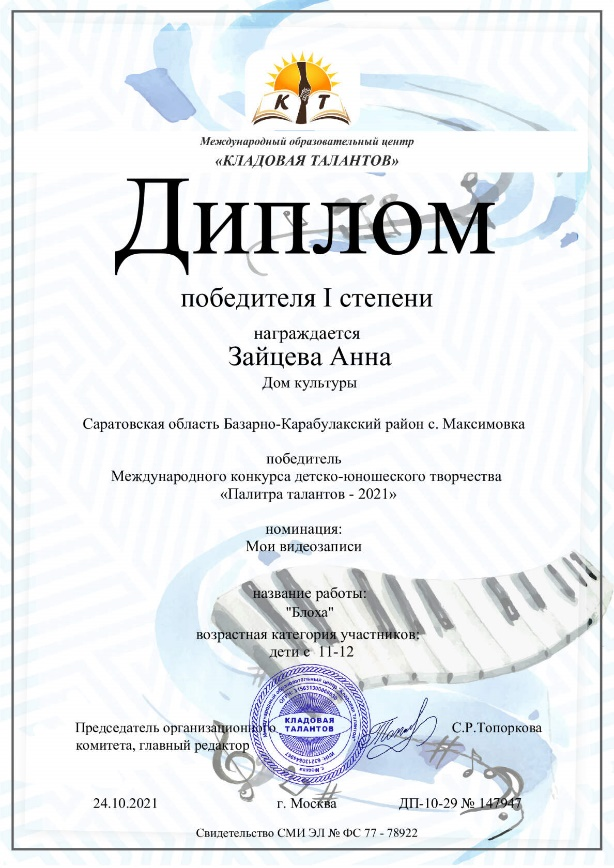 К Т
Международный образовательный центр
«КЛАДОВАЯ ТАЛАНТОВ»
Диплом
победителя I степени
награждается
Зайцева Анна
Дом культуры
Саратовская область Базарно-Карабулакский район с. Максимовка
победитель
Международного конкурса детско-юношеского творчества
«Палитра талантов - 2021»
номинация:
Мои видеозаписи
название работы:
"Блоха"
возрастная категория участников:
дети с 11-12
КЛАДОВАЯ
ТАЛАНТОВ
Председатель организационного
комитета, главный редактор
С.Р.Топоркова
24.10.2021
г. Москва
ДП-10-29 № 147947
Свидетельство СМИ ЭЛ № ФС 77 - 78922